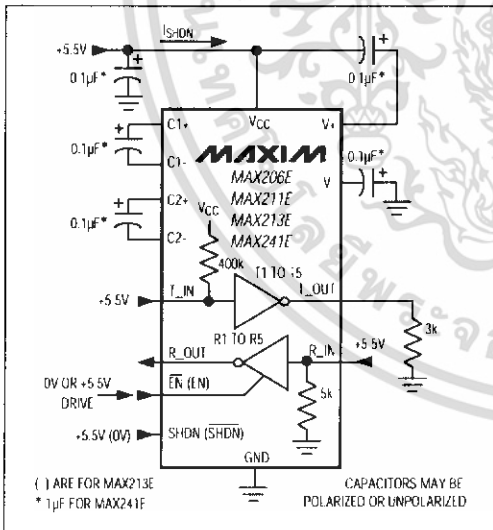 ISHDN
+5.5V
0.1µF*
0.1µF*
C1+
VCC
V+
0.1µF*
C1-
MAXIM
MAX206E
MAX211E
MAX213E
MAX241E
0.1µF*
V
C2+
0.1µF*
C2-
VCC
400k
T1 TO T5
+5.5V
T_IN
T_OUT
3k
R1 TO R5
R_OUT
R_IN
+5.5V
0V OR +5.5V
DRIVE
EN (EN)
5k
+5.5V (0V)
SHDN (SHDN)
GND
( ) ARE FOR MAX213E
* 1µF FOR MAX241E
CAPACITORS MAY BE
POLARIZED OR UNPOLARIZED